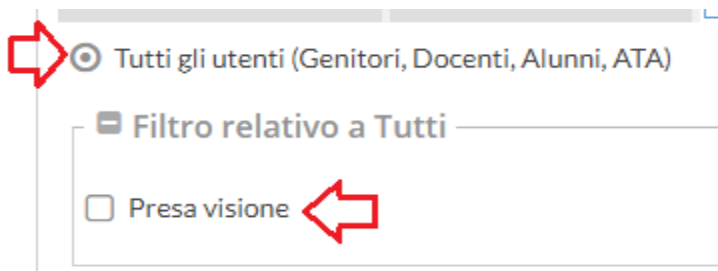 Tutti gli utenti (Genitori, Docenti, Alunni, ATA)
Filtro relativo a Tutti
Presa visione